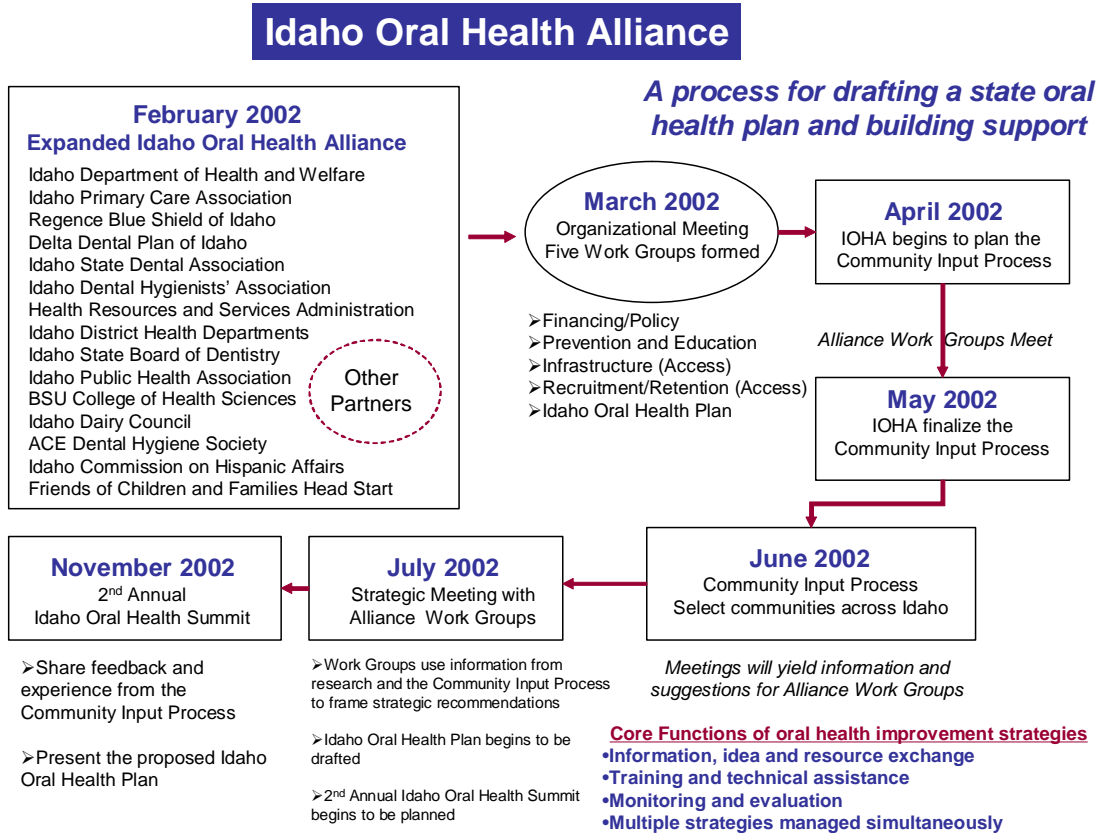 Idaho Oral Health Alliance
A process for drafting a state oral
health plan and building support
February 2002
Expanded Idaho Oral Health Alliance
Idaho Department of Health and Welfare
Idaho Primary Care Association
Regence Blue Shield of Idaho
Delta Dental Plan of Idaho
Idaho State Dental Association
Idaho Dental Hygienists’ Association
Health Resources and Services Administration
Idaho District Health Departments
Idaho State Board of Dentistry
Idaho Public Health Association
BSU College of Health Sciences
Idaho Dairy Council
ACE Dental Hygiene Society
Idaho Commission on Hispanic Affairs
Friends of Children and Families Head Start
Other
Partners
March 2002
Organizational Meeting
Five Work Groups formed
➢Financing/Policy
➢Prevention and Education
➢Infrastructure (Access)
➢Recruitment/Retention (Access)
➢Idaho Oral Health Plan
April 2002
IOHA begins to plan the
Community Input Process
Alliance Work Groups Meet
May 2002
IOHA finalize the
Community Input Process
June 2002
Community Input Process
Select communities across Idaho
Meetings will yield information and
suggestions for Alliance Work Groups
July 2002
Strategic Meeting with
Alliance Work Groups
➢Work Groups use information from
research and the Community Input Process
to frame strategic recommendations
➢Idaho Oral Health Plan begins to be
drafted
➢2nd Annual Idaho Oral Health Summit
begins to be planned
November 2002
2nd Annual
Idaho Oral Health Summit
➢Share feedback and
experience from the
Community Input Process
➢Present the proposed Idaho
Oral Health Plan
Core Functions of oral health improvement strategies
•Information, idea and resource exchange
•Training and technical assistance
•Monitoring and evaluation
•Multiple strategies managed simultaneously